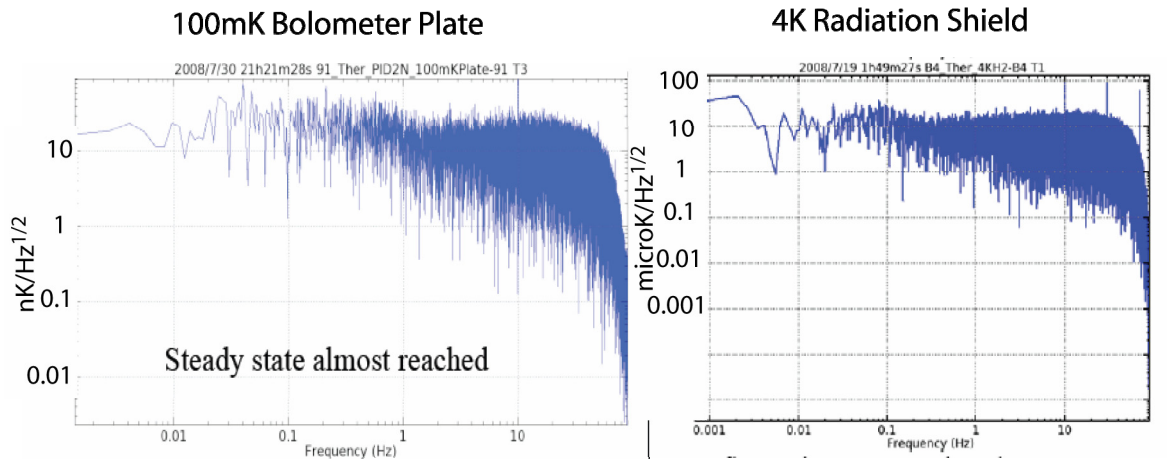 100mK Bolometer Plate
2008/7/30 21h21m28s 91_Ther_PID2N_100mKPlate-91 T3
nK/Hz1/2
10
1
0.1
0.01
Steady state almost reached
0.01 0.1 1 10
Frequency (Hz)
4K Radiation Shield
2008/7/19 1h49m27s B4_Ther_4KH2-B4 T1
microK/Hz1/2
100
10
1
0.1
0.01
0.001
0.001 0.01 0.1 1 10
Frequency (Hz)